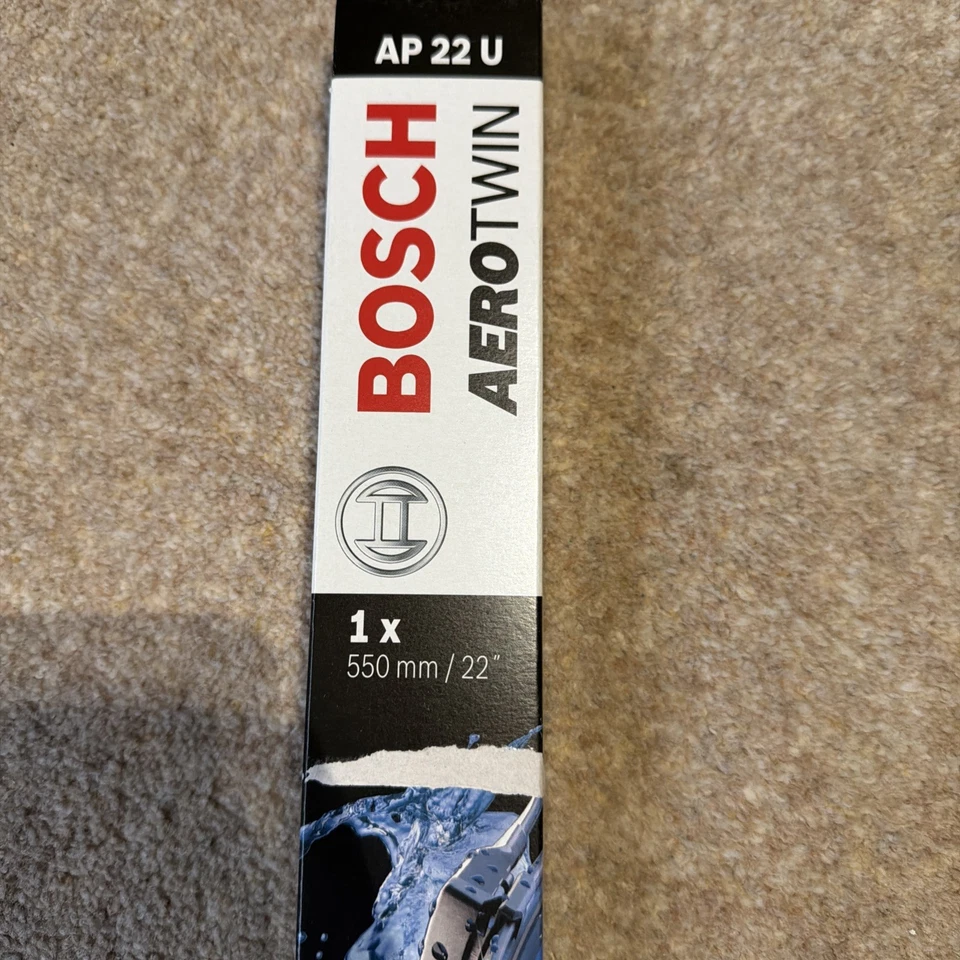 AP 22 U
BOSCH
AEROTWIN
1 x
550 mm / 22"